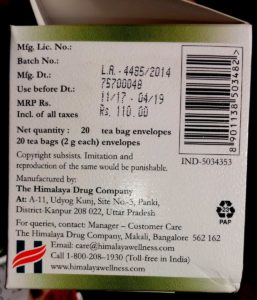 Mfg. Lic. No.:
Batch No.:
Mfg. Dt.:
Use before Dt.:
MRP Rs.
Incl. of all taxes
L.A. - 4495/2014
75700048
11/17 - 04/19
Rs. 110.00
Net quantity : 20 tea bag envelopes
20 tea bags (2 g each) envelopes
Copyright subsists. Imitation and
reproduction of the same would be punishable.
Manufactured by:
The Himalaya Drug Company
At: A-11, Udyog Kunj, Site No.-5, Panki,
District-Kanpur 208 022, Uttar Pradesh
For queries, contact: Manager – Customer Care
The Himalaya Drug Company, Makali, Bangalore 562 162
Email: care@himalayawellness.com
Call 1-800-208-1930 (Toll-free in India)
www.himalayawellness.com
8 901138 503482
IND-5034353
PAP